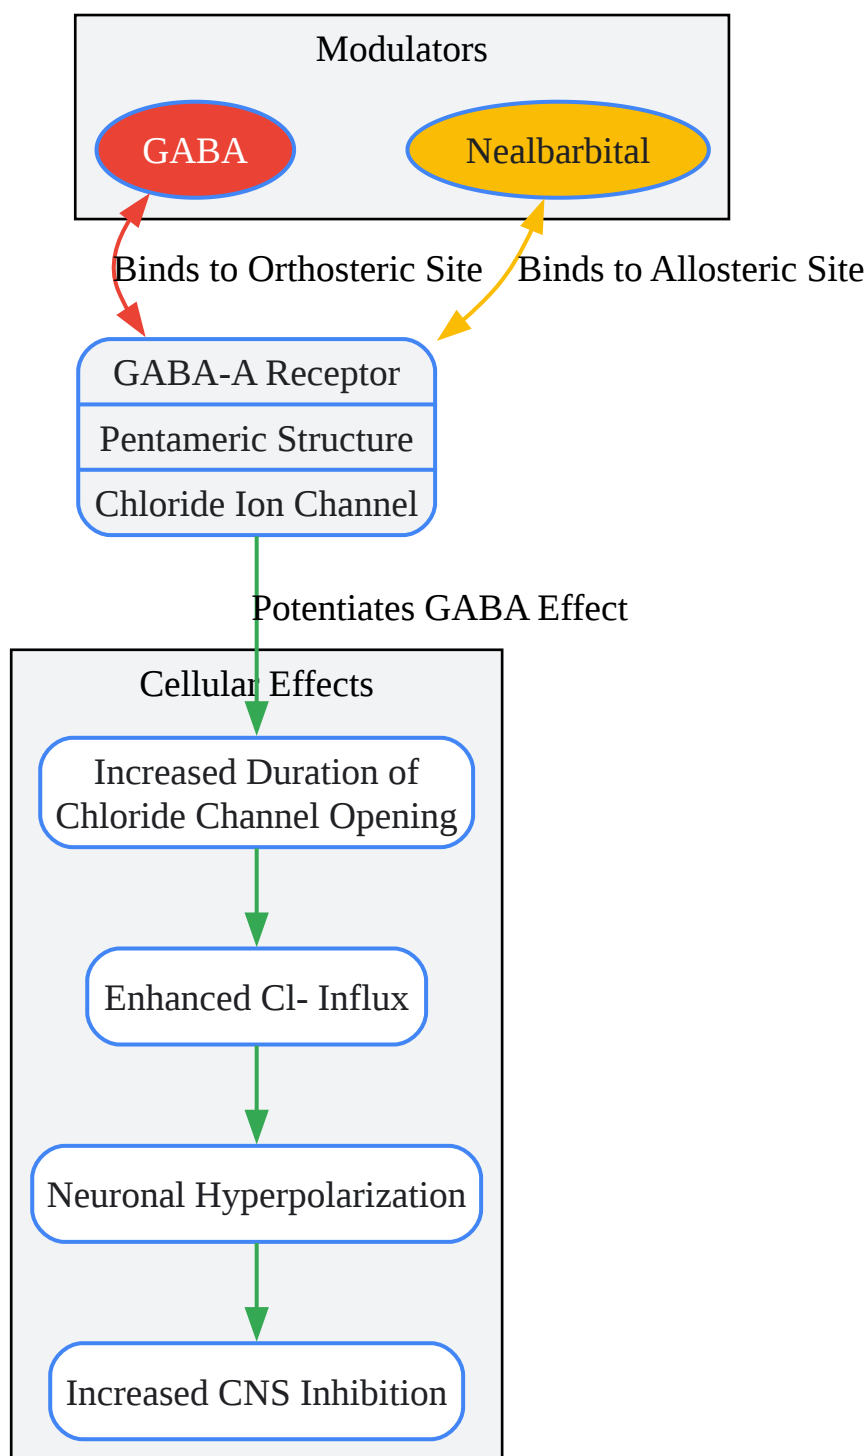 Modulators
GABA
Nealbarbital
Binds to Orthosteric Site
Binds to Allosteric Site
GABA-A Receptor
Pentameric Structure
Chloride Ion Channel
Potentiates GABA Effect
Cellular Effects
Increased Duration of
Chloride Channel Opening
Enhanced Cl- Influx
Neuronal Hyperpolarization
Increased CNS Inhibition